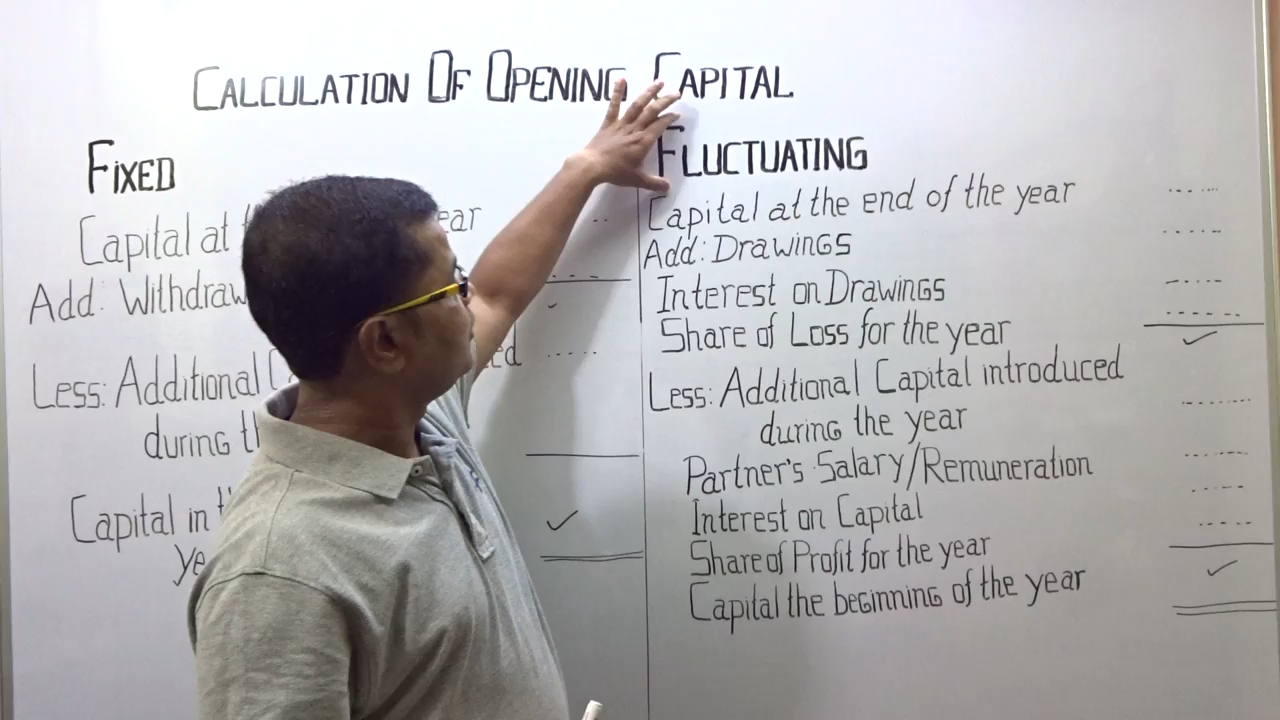 CALCULATION OF OPENING CAPITAL
FIXED
Capital at
Add: Withdraw
Less: Additional
during
Capital in
FLUCTUATING
Capital at the end of the year
Add: Drawings
Interest on Drawings
Share of Loss for the year
Less: Additional Capital introduced
during the year
Partner's Salary/Remuneration
Interest on Capital
Share of Profit for the year
Capital the beginning of the year